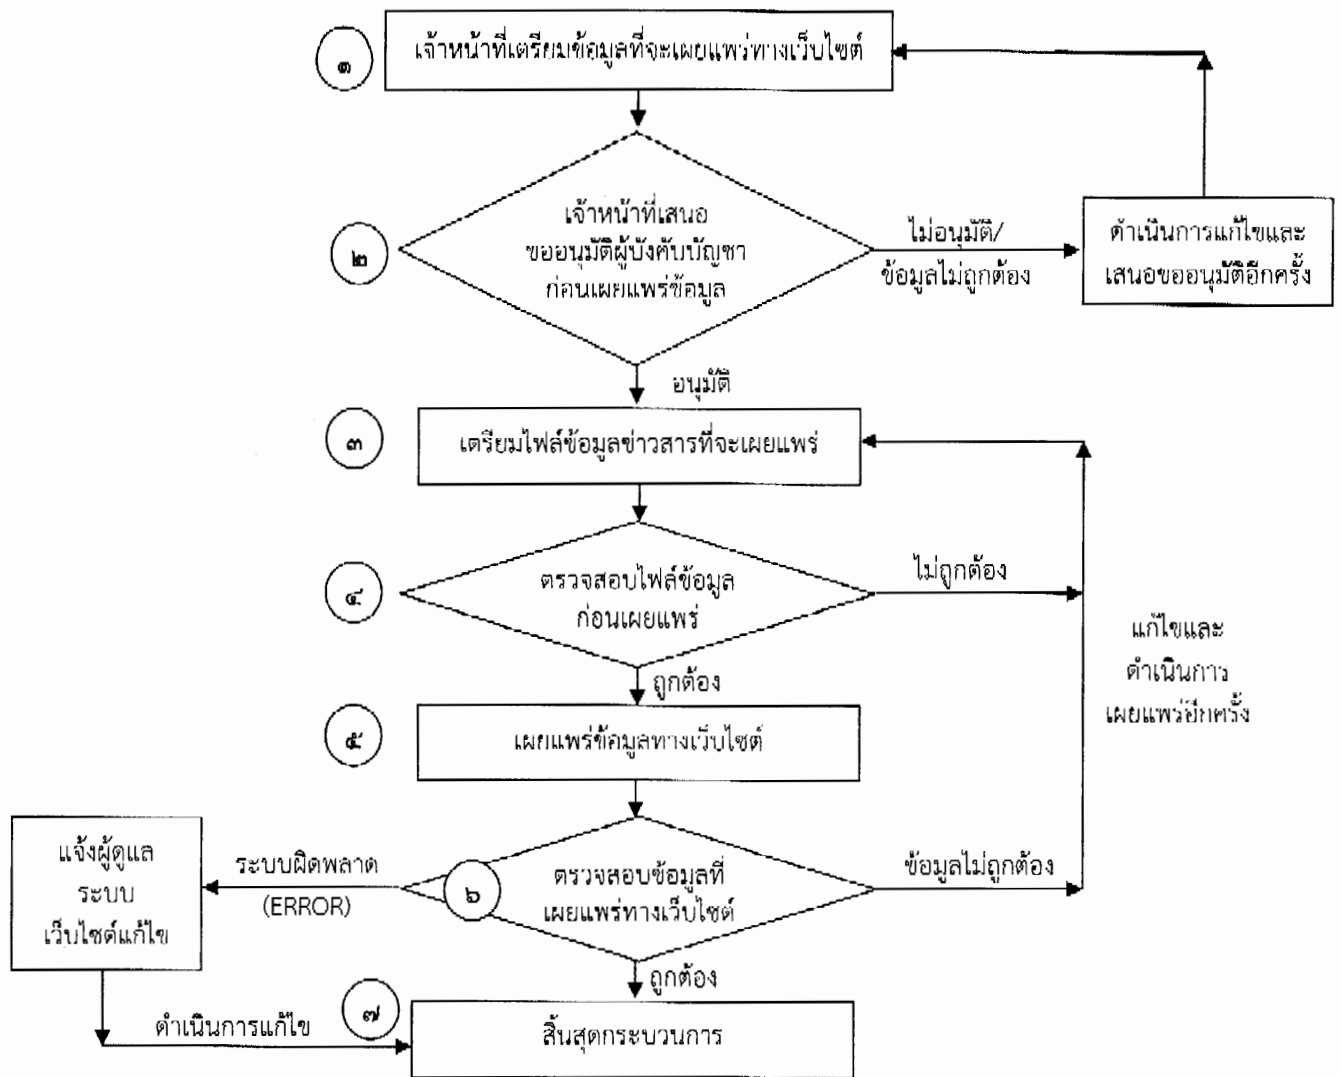 ๑
เจ้าหน้าที่เตรียมข้อมูลที่จะเผยแพร่ทางเว็บไซต์
๒
เจ้าหน้าที่เสนอ
ขออนุมัติผู้บังคับบัญชา
ก่อนเผยแพร่ข้อมูล
ไม่อนุมัติ/
ข้อมูลไม่ถูกต้อง
ดำเนินการแก้ไขและ
เสนอขออนุมัติอีกครั้ง
อนุมัติ
๓
เตรียมไฟล์ข้อมูลข่าวสารที่จะเผยแพร่
๔
ตรวจสอบไฟล์ข้อมูล
ก่อนเผยแพร่
ไม่ถูกต้อง
แก้ไขและ
ดำเนินการ
เผยแพร่อีกครั้ง
ถูกต้อง
๕
เผยแพร่ข้อมูลทางเว็บไซต์
แจ้งผู้ดูแล
ระบบ
เว็บไซต์แก้ไข
ระบบผิดพลาด
(ERROR)
๖
ตรวจสอบข้อมูลที่
เผยแพร่ทางเว็บไซต์
ข้อมูลไม่ถูกต้อง
ถูกต้อง
ดำเนินการแก้ไข
๗
สิ้นสุดกระบวนการ